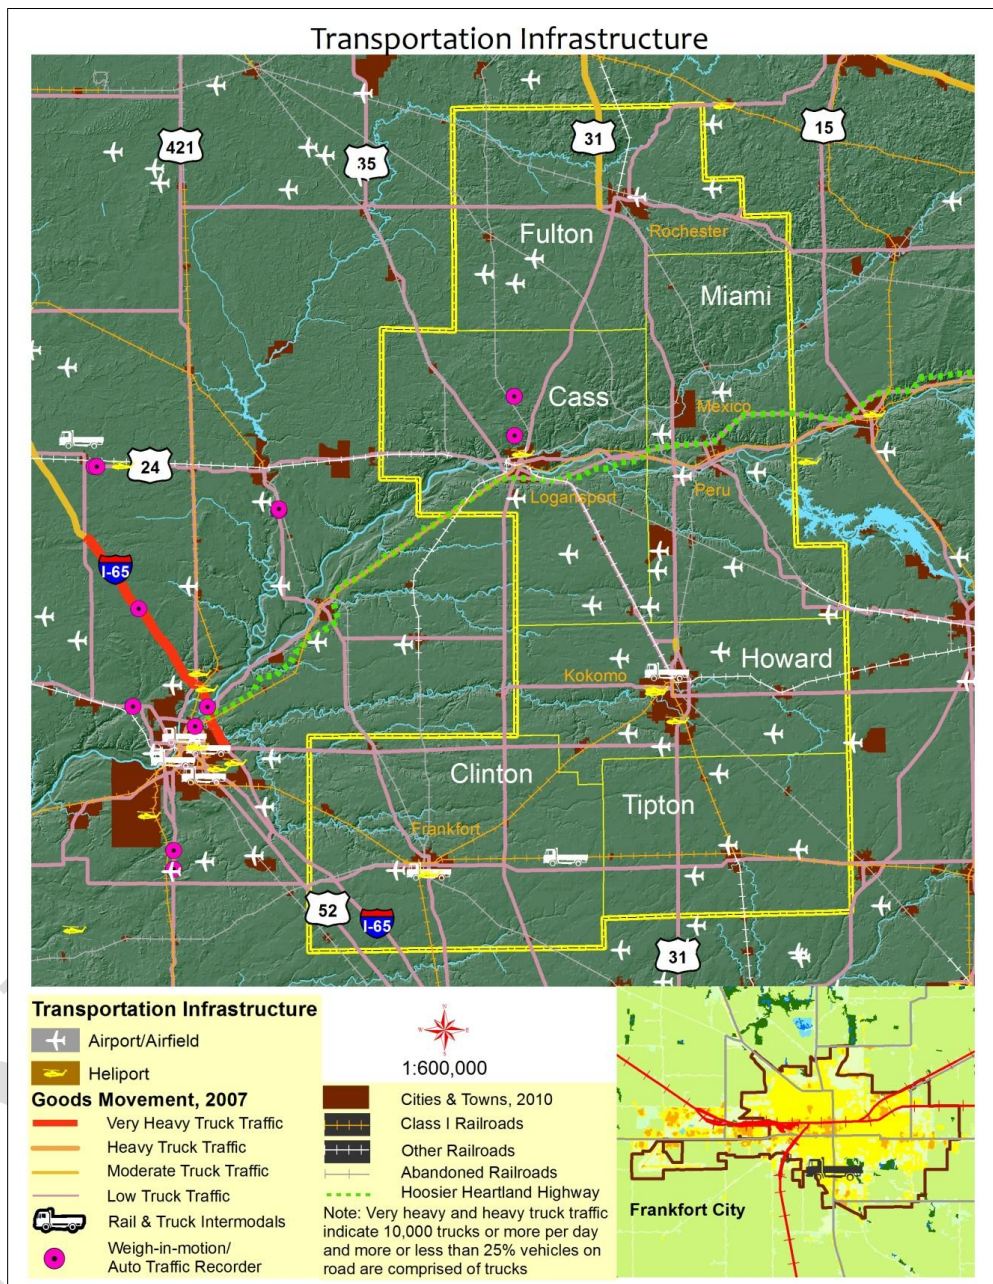 Transportation Infrastructure
421
35
31
15
Fulton
Rochester
Miami
Cass
Mexico
24
Logansport
Peru
I-65
Kokomo
Howard
Clinton
Tipton
Frankfort
52
I-65
31
Transportation Infrastructure
Airport/Airfield
Heliport
Goods Movement, 2007
Very Heavy Truck Traffic
Heavy Truck Traffic
Moderate Truck Traffic
Low Truck Traffic
Rail & Truck Intermodals
Weigh-in-motion/
Auto Traffic Recorder
N
W
E
S
1:600,000
Cities & Towns, 2010
Class I Railroads
Other Railroads
Abandoned Railroads
Hoosier Heartland Highway
Note: Very heavy and heavy truck traffic
indicate 10,000 trucks or more per day
and more or less than 25% vehicles on
road are comprised of trucks
Frankfort City